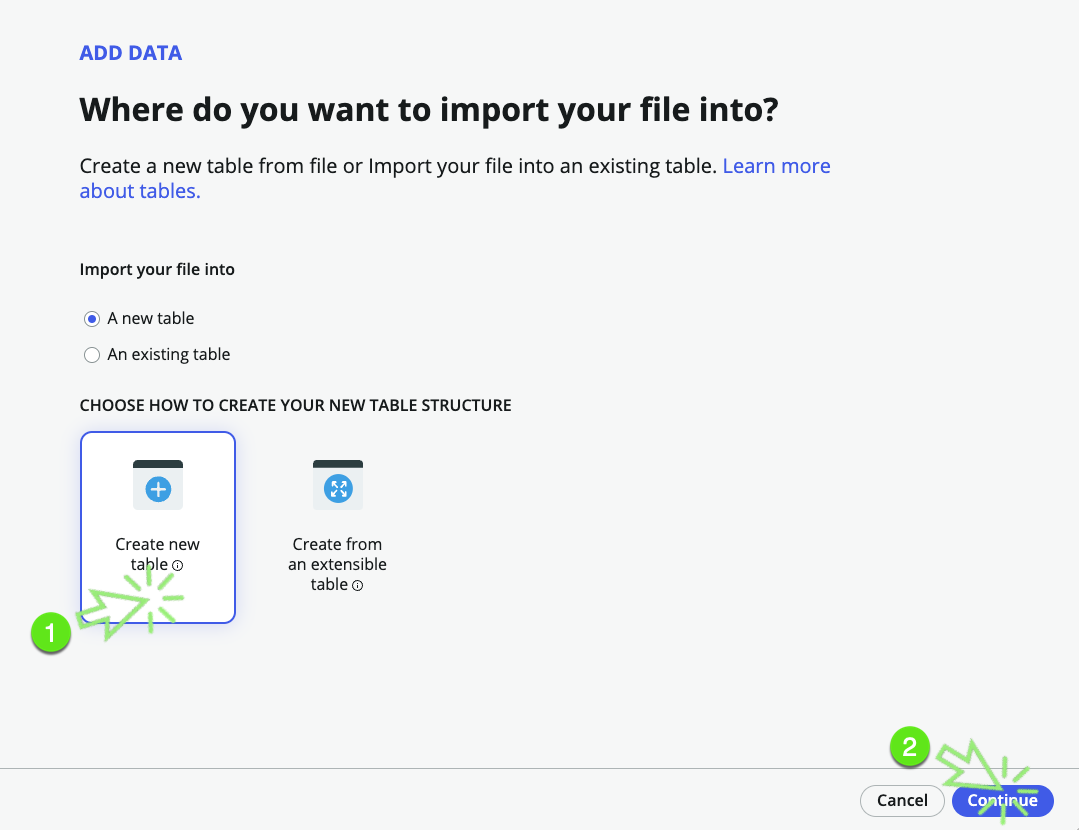 ADD DATA
Where do you want to import your file into?
Create a new table from file or Import your file into an existing table. Learn more
about tables.
Import your file into
A new table
An existing table
CHOOSE HOW TO CREATE YOUR NEW TABLE STRUCTURE
Create new
table
Create from
an extensible
table
1
2
Cancel
Continue